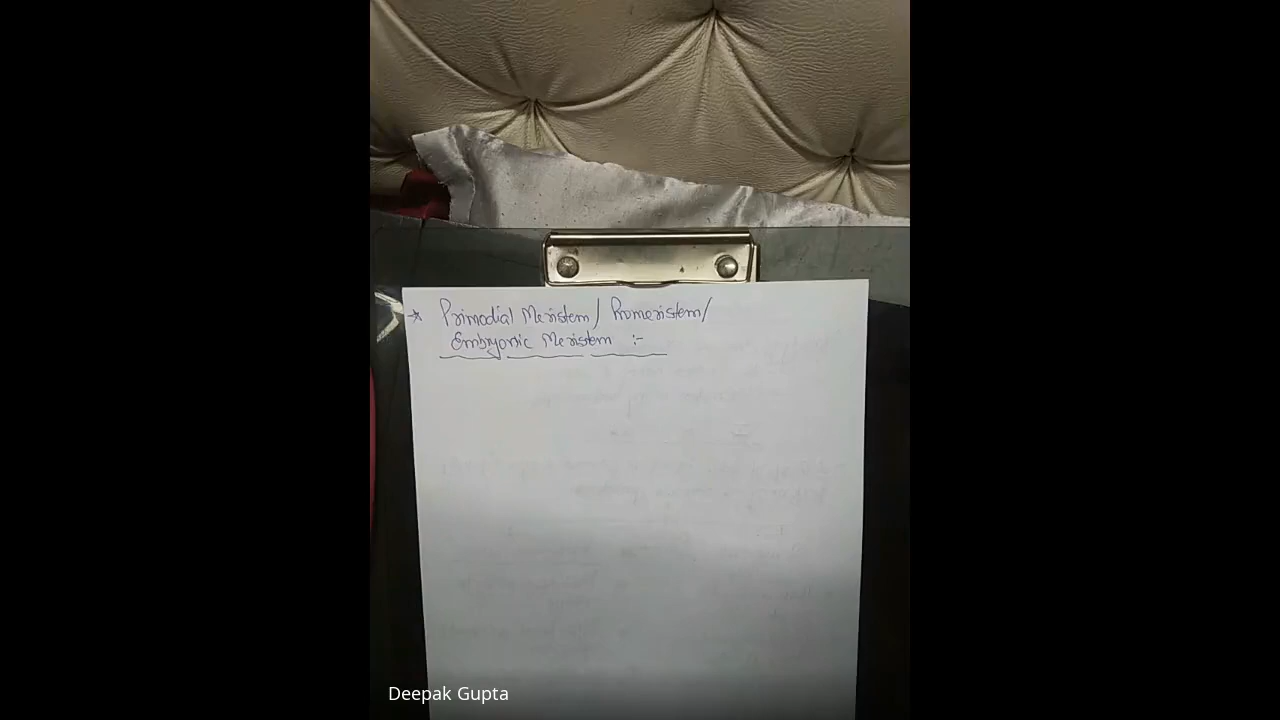 * Primodial Meristem / Promeristem /
Embryonic Meristem :-
Deepak Gupta